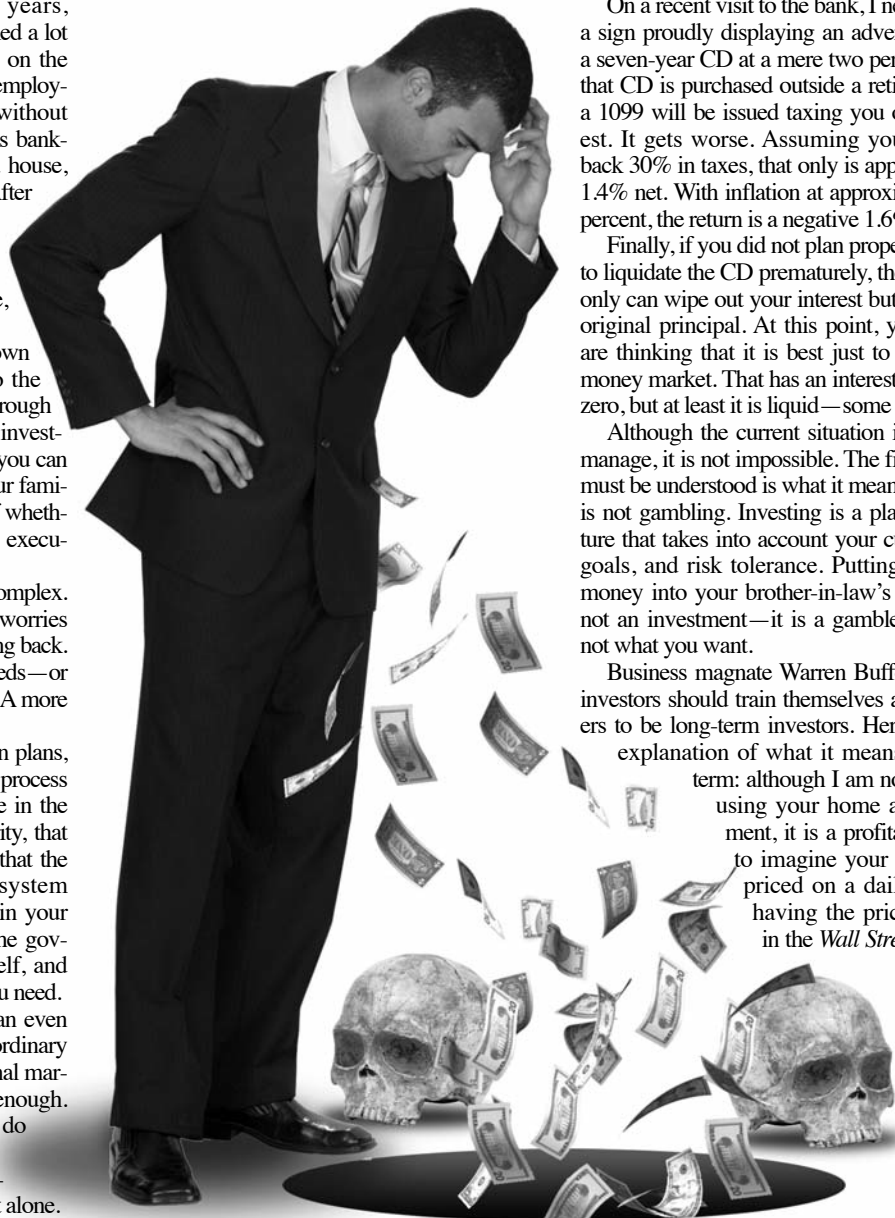 years,
ed a lot
on the
employ-
without
s bank-
house,
After
e,
own
o the
rough
invest-
you can
ur fami-
f wheth-
execu-
omplex.
worries
ng back.
eds—or
A more
n plans,
process
e in the
ity, that
that the
system
in your
he gov-
elf, and
u need.
an even
ordinary
nal mar-
enough.
do
–
t alone.
On a recent visit to the bank, I no
a sign proudly displaying an adver
a seven-year CD at a mere two per
that CD is purchased outside a reti
a 1099 will be issued taxing you o
est. It gets worse. Assuming you
back 30% in taxes, that only is app
1.4% net. With inflation at approxi
percent, the return is a negative 1.6
Finally, if you did not plan prope
to liquidate the CD prematurely, the
only can wipe out your interest but
original principal. At this point, y
are thinking that it is best just to
money market. That has an interest
zero, but at least it is liquid—some
Although the current situation i
manage, it is not impossible. The fi
must be understood is what it mean
is not gambling. Investing is a pla
ture that takes into account your cu
goals, and risk tolerance. Putting
money into your brother-in-law's
not an investment—it is a gamble
not what you want.
Business magnate Warren Buff
investors should train themselves a
ers to be long-term investors. Her
explanation of what it means
term: although I am no
using your home a
ment, it is a profita
to imagine your
priced on a dail
having the pric
in the Wall Stre